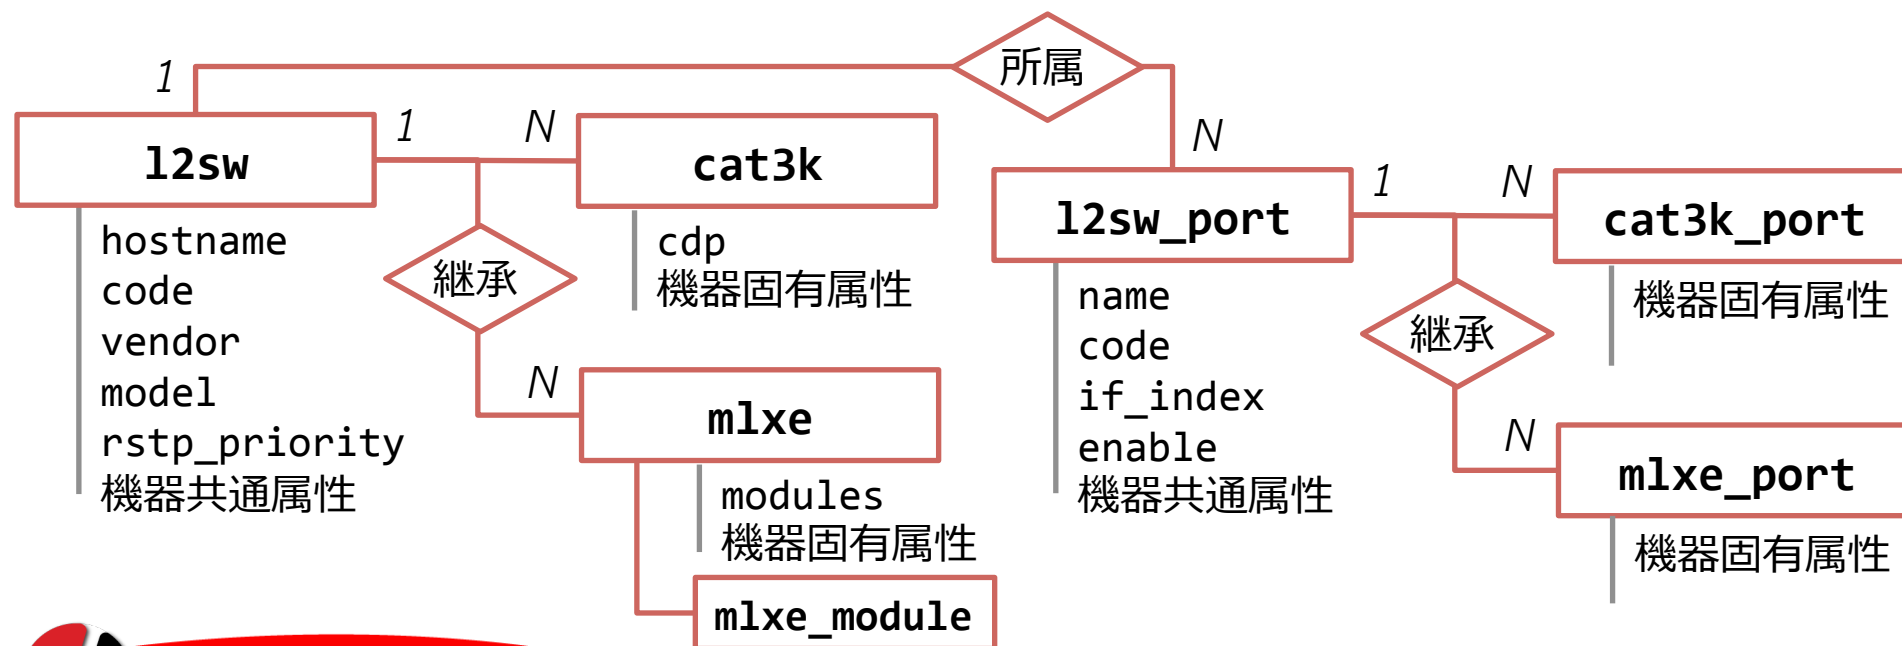 所属
1
N
l2sw
1
N
cat3k
hostname
code
vendor
model
rstp_priority
機器共通属性
継承
cdp
機器固有属性
N
mlxe
modules
機器固有属性
mlxe_module
l2sw_port
1
N
cat3k_port
name
code
if_index
enable
機器共通属性
継承
機器固有属性
N
mlxe_port
機器固有属性